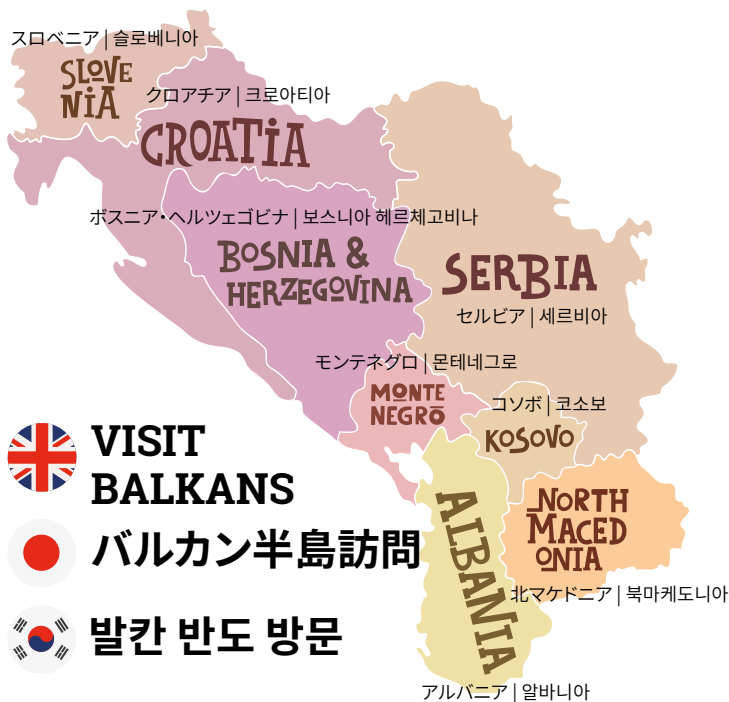 スロベニア | 슬로베니아
SLOVE
NIA
クロアチア | 크로아티아
CROATIA
ボスニア・ヘルツェゴビナ | 보스니아 헤르체고비나
BOSNIA &
HERZEGOVINA
SERBIA
セルビア | 세르비아
モンテネグロ | 몬테네그로
MONTE
NEGRO
コソボ | 코소보
KOSOVO
VISIT
BALKANS
バルカン半島訪問
발칸 반도 방문
ALBANIA
NORTH
MACED
ONIA
北マケドニア | 북마케도니아
アルバニア | 알바니아